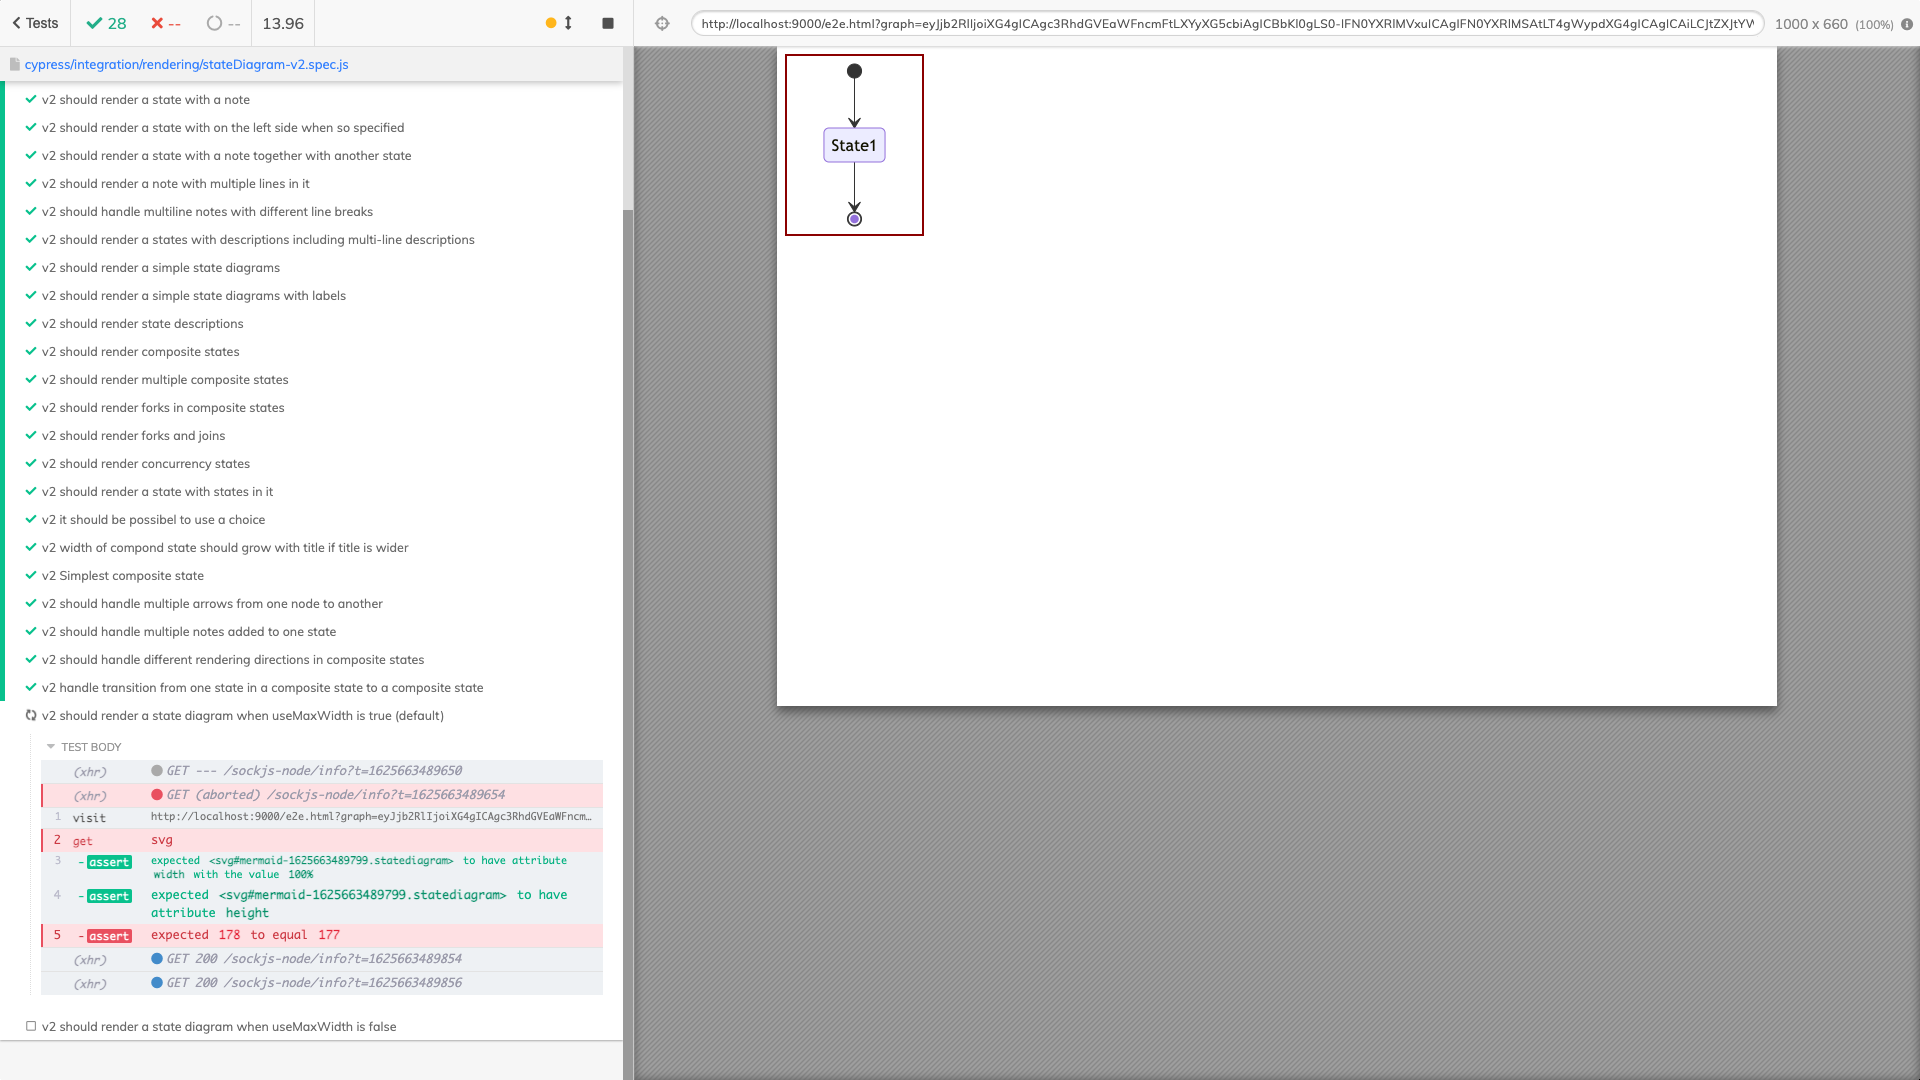 Tests
28
--
--
13.96
http://localhost:9000/e2e.html?graph=eyJjb2RlIjoiXG4gICAgc3RhdGVEaWFncmFtLXYyXG5cbiAgICBbKl0gLS0-IFN0YXRlMVxuICAgIFN0YXRlMSAtLT4gWypdXG4gICAgICAiLCJtZXJtYW
1000 x 660 (100%)
cypress/integration/rendering/stateDiagram-v2.spec.js
v2 should render a state with a note
v2 should render a state with on the left side when so specified
v2 should render a state with a note together with another state
v2 should render a note with multiple lines in it
v2 should handle multiline notes with different line breaks
v2 should render a states with descriptions including multi-line descriptions
v2 should render a simple state diagrams
v2 should render a simple state diagrams with labels
v2 should render state descriptions
v2 should render composite states
v2 should render multiple composite states
v2 should render forks in composite states
v2 should render forks and joins
v2 should render concurrency states
v2 should render a state with states in it
v2 it should be possibel to use a choice
v2 width of compond state should grow with title if title is wider
v2 Simplest composite state
v2 should handle multiple arrows from one node to another
v2 should handle multiple notes added to one state
v2 should handle different rendering directions in composite states
v2 handle transition from one state in a composite state to a composite state
v2 should render a state diagram when useMaxWidth is true (default)
TEST BODY
(xhr) GET --- /sockjs-node/info?t=1625663489650
(xhr) GET (aborted) /sockjs-node/info?t=1625663489654
1 visit http://localhost:9000/e2e.html?graph=eyJjb2RlIjoiXG4gICAgc3RhdGVEaWFncm…
2 get svg
3 -assert expected <svg#mermaid-1625663489799.statediagram> to have attribute
width with the value 100%
4 -assert expected <svg#mermaid-1625663489799.statediagram> to have
attribute height
5 -assert expected 178 to equal 177
(xhr) GET 200 /sockjs-node/info?t=1625663489854
(xhr) GET 200 /sockjs-node/info?t=1625663489856
v2 should render a state diagram when useMaxWidth is false
State1